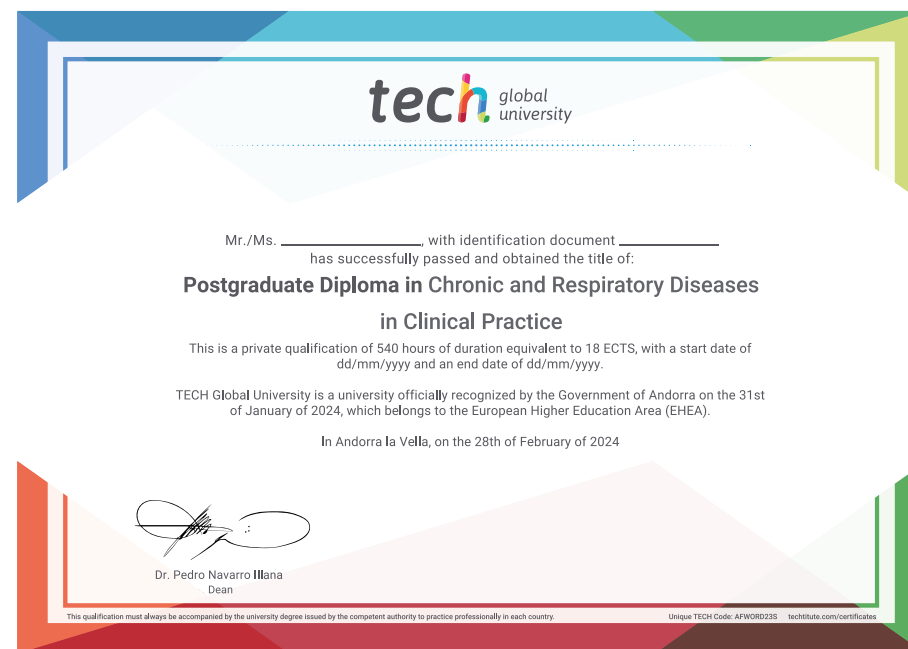 tech global university
Mr./Ms. ____________________, with identification document ______________
has successfully passed and obtained the title of:
Postgraduate Diploma in Chronic and Respiratory Diseases
in Clinical Practice
This is a private qualification of 540 hours of duration equivalent to 18 ECTS, with a start date of
dd/mm/yyyy and an end date of dd/mm/yyyy.
TECH Global University is a university officially recognized by the Government of Andorra on the 31st
of January of 2024, which belongs to the European Higher Education Area (EHEA).
In Andorra la Vella, on the 28th of February of 2024
Dr. Pedro Navarro Illana
Dean
This qualification must always be accompanied by the university degree issued by the competent authority to practice professionally in each country.
Unique TECH Code: AFWORD23S techtitute.com/certificates